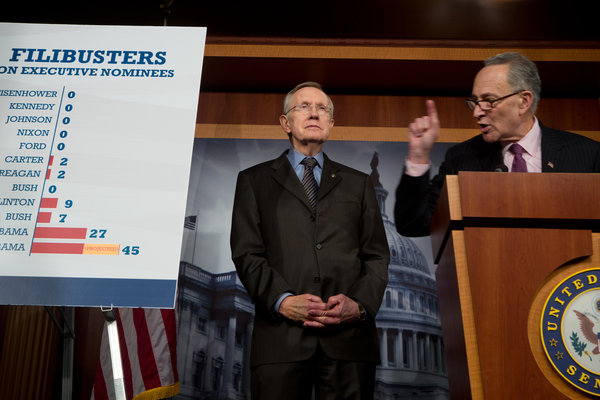 FILIBUSTERS
ON EXECUTIVE NOMINEES
EISENHOWER 0
KENNEDY 0
JOHNSON 0
NIXON 0
FORD 0
CARTER 2
REAGAN 2
BUSH 0
CLINTON 9
BUSH 7
OBAMA 27
OBAMA (PROJECTED) 45
UNITED